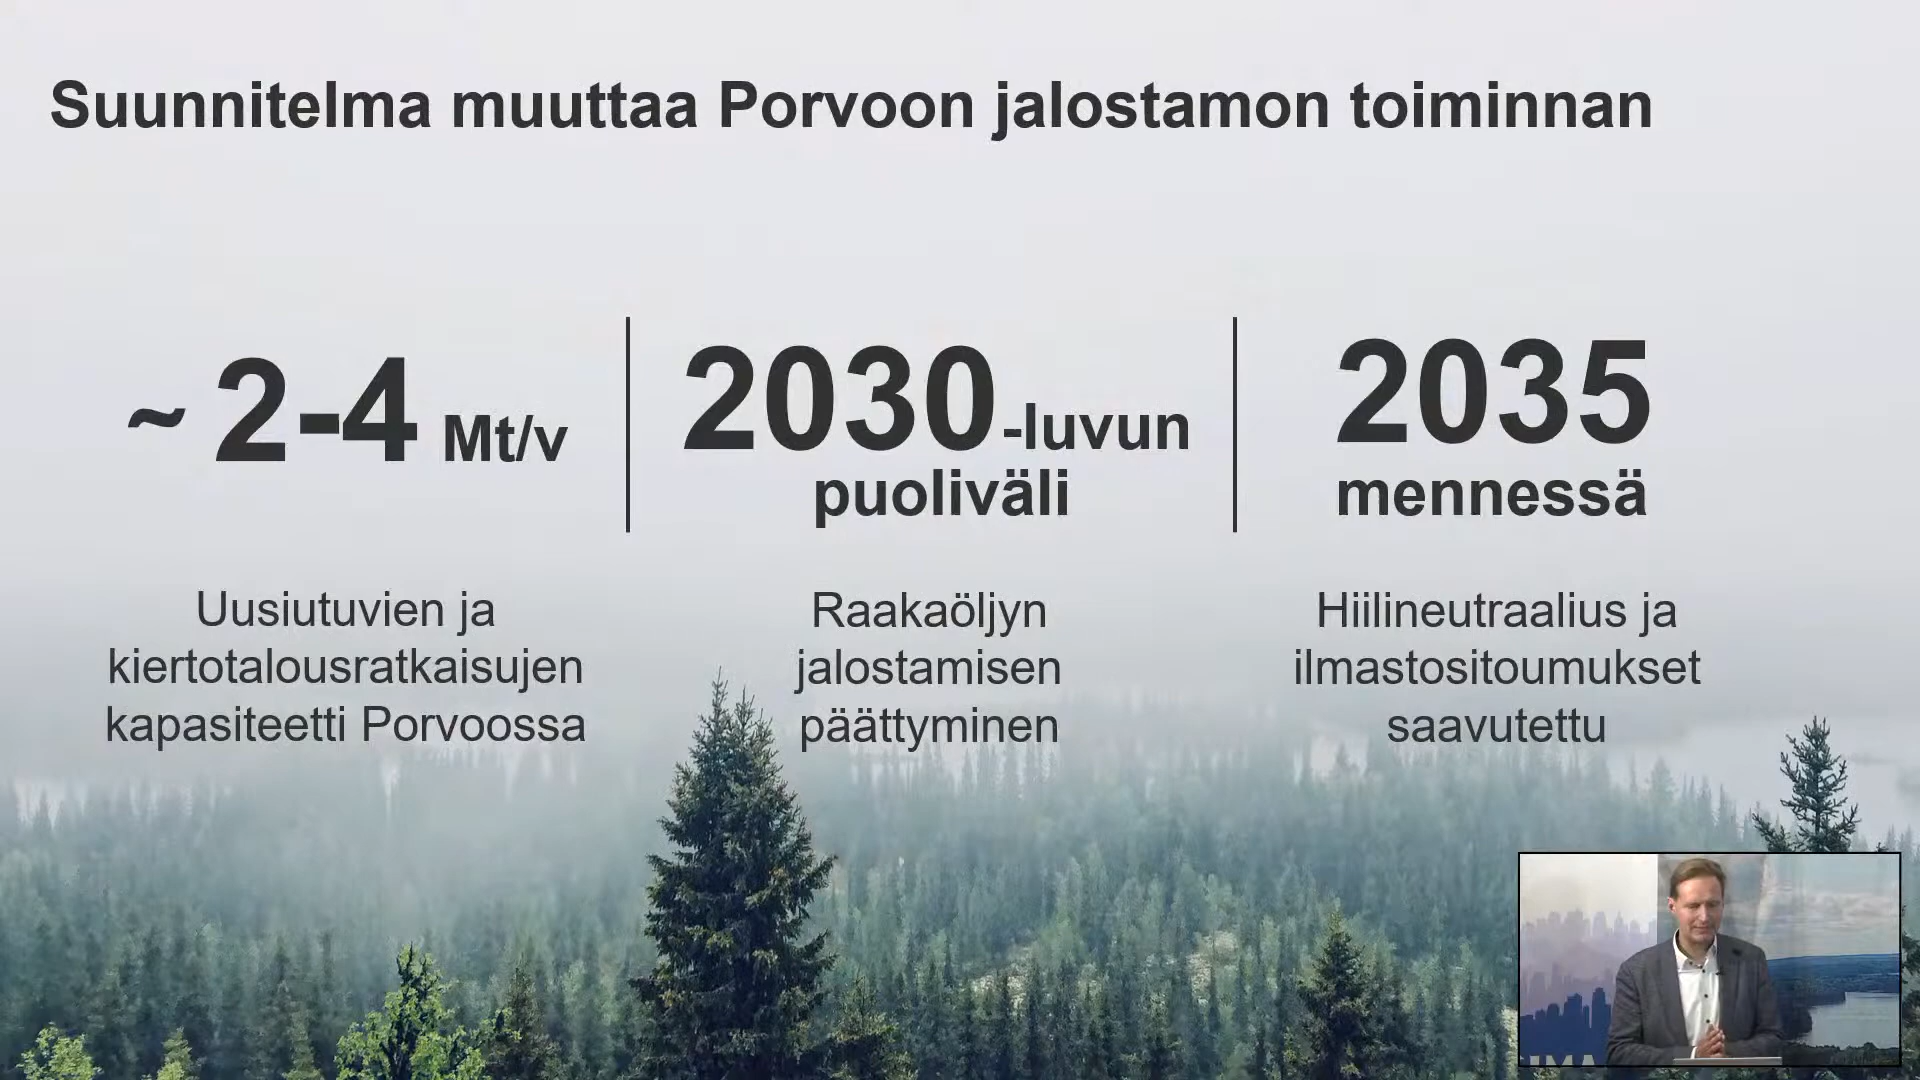 Suunnitelma muuttaa Porvoon jalostamon toiminnan
~ 2-4 Mt/v
Uusiutuvien ja
kiertotalousratkaisujen
kapasiteetti Porvoossa
2030-luvun
puoliväli
Raakaöljyn
jalostamisen
päättyminen
2035
mennessä
Hiilineutraalius ja
ilmastositoumukset
saavutettu